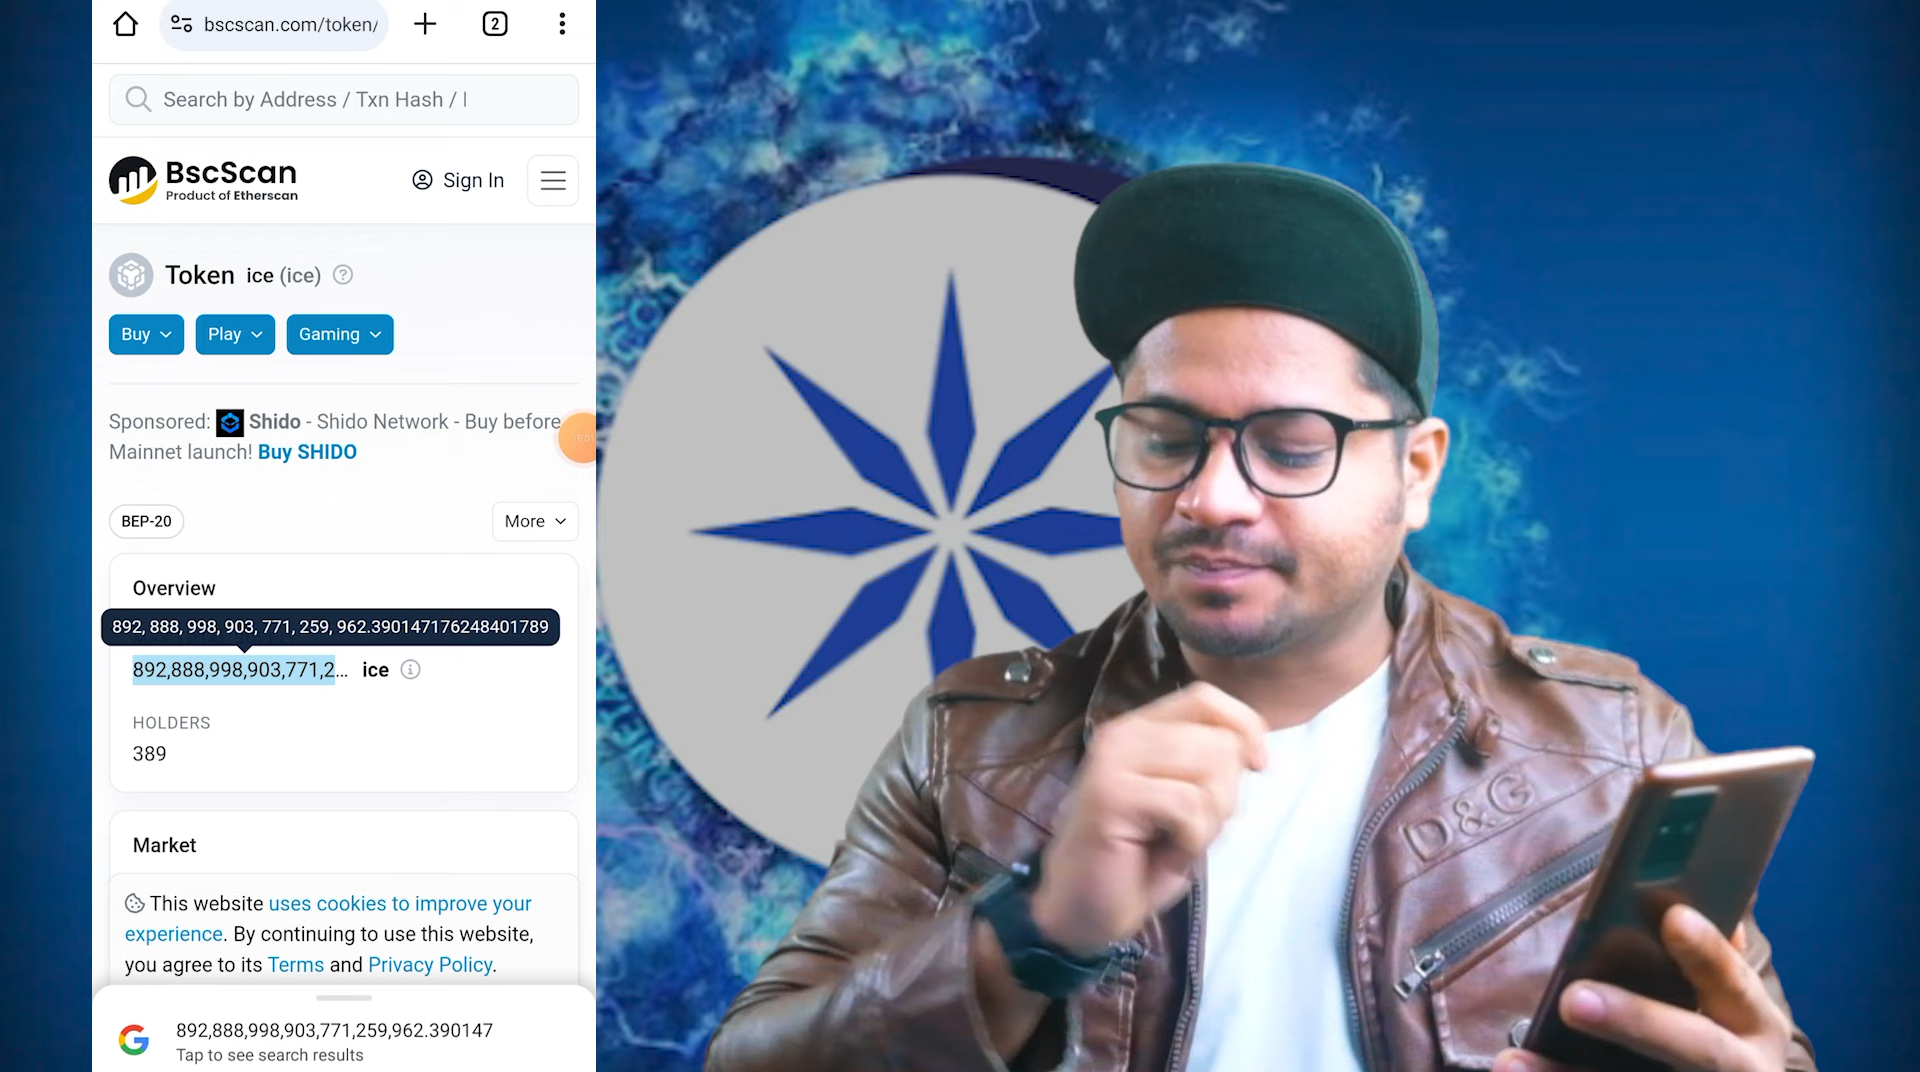 2
bscscan.com/token/
Search by Address / Txn Hash /
BscScan
Product of Etherscan
Sign In
Token ice (ice)
Buy
Play
Gaming
Sponsored: Shido - Shido Network - Buy before
Mainnet launch! Buy SHIDO
BEP-20
More
Overview
892, 888, 998, 903, 771, 259, 962.390147176248401789
892,888,998,903,771,2... ice
HOLDERS
389
Market
This website uses cookies to improve your
experience. By continuing to use this website,
you agree to its Terms and Privacy Policy.
892,888,998,903,771,259,962.390147
Tap to see search results
D&G